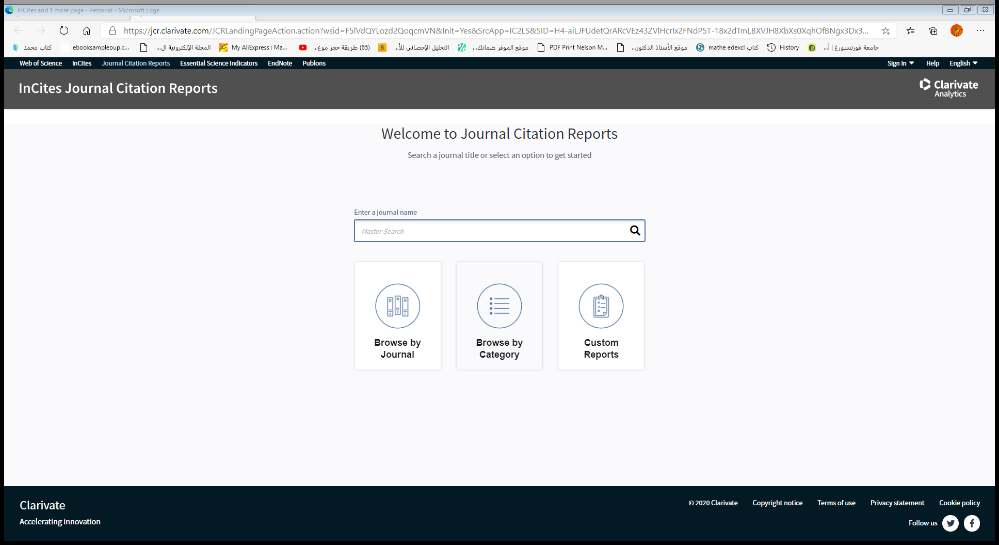 InCites and 1 more page - Personal - Microsoft Edge
https://jcr.clarivate.com/JCRLandingPageAction.action?wsid=F5lVdQYLozd2QoqcmVN&Init=Yes&SrcApp=IC2LS&SID=H4-aiLJFUdetQrARcVEz43ZVlHcrIx2FNdP5T-18x2dTmLBXVJH8XbXs0XqhOfBNgx3Dx3...
كتاب محمد ebooksampleoup.c... المجلة الإلكترونية ال... My AliExpress : Ma... (65) طريقة حجز موع... التحليل الإحصائى للأ... موقع الموفر ضمانك... PDF Print Nelson M... موقع الأستاذ الدكتور... mathe edexcl كتاب History جامعة فورتسبورغ | أ...
Web of Science InCites Journal Citation Reports Essential Science Indicators EndNote Publons Sign In Help English
InCites Journal Citation Reports
Clarivate
Analytics
Welcome to Journal Citation Reports
Search a journal title or select an option to get started
Enter a journal name
Master Search
Browse by
Journal
Browse by
Category
Custom
Reports
Clarivate
Accelerating innovation
© 2020 Clarivate Copyright notice Terms of use Privacy statement Cookie policy
Follow us